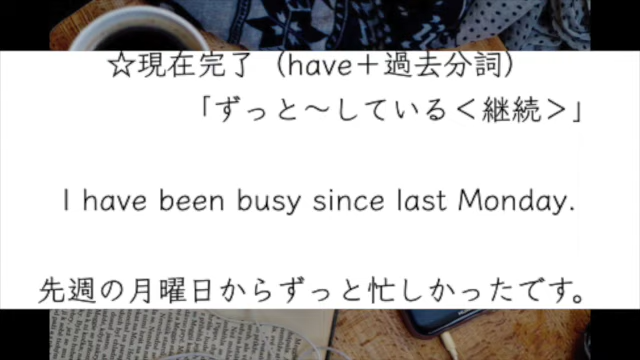 ☆現在完了（have＋過去分詞）
「ずっと～している＜継続＞」
I have been busy since last Monday.
先週の月曜日からずっと忙しかったです。